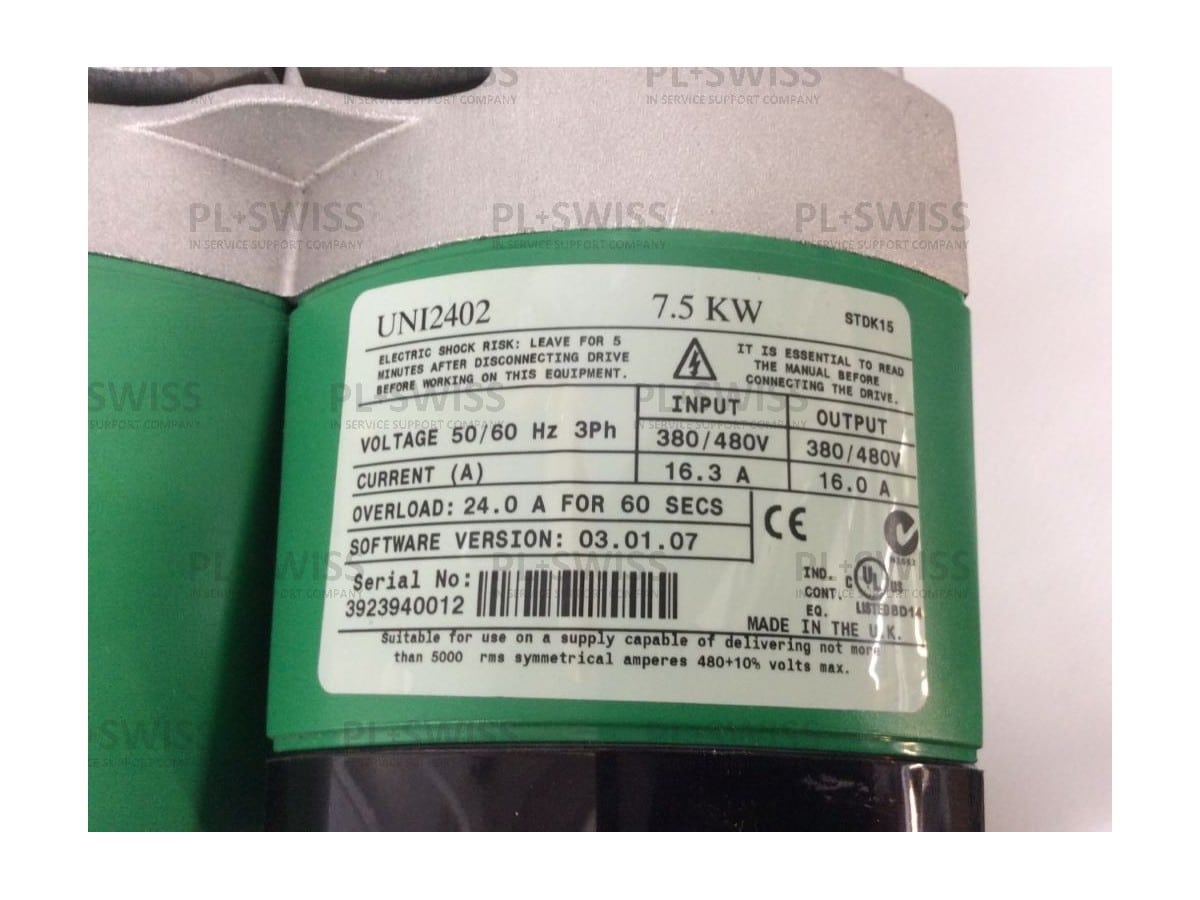 UNI2402 7.5 KW STDK15
ELECTRIC SHOCK RISK: LEAVE FOR 5
MINUTES AFTER DISCONNECTING DRIVE
BEFORE WORKING ON THIS EQUIPMENT.
IT IS ESSENTIAL TO READ
THE MANUAL BEFORE
CONNECTING THE DRIVE.
INPUT OUTPUT
VOLTAGE 50/60 Hz 3Ph 380/480V 380/480V
CURRENT (A) 16.3 A 16.0 A
OVERLOAD: 24.0 A FOR 60 SECS
SOFTWARE VERSION: 03.01.07
CE
Serial No:
3923940012
IND.
CONT.
EQ.
C UL US
LISTED 8D14
MADE IN THE U.K.
Suitable for use on a supply capable of delivering not more
than 5000 rms symmetrical amperes 480+10% volts max.
PL+SWISS
IN SERVICE SUPPORT COMPANY